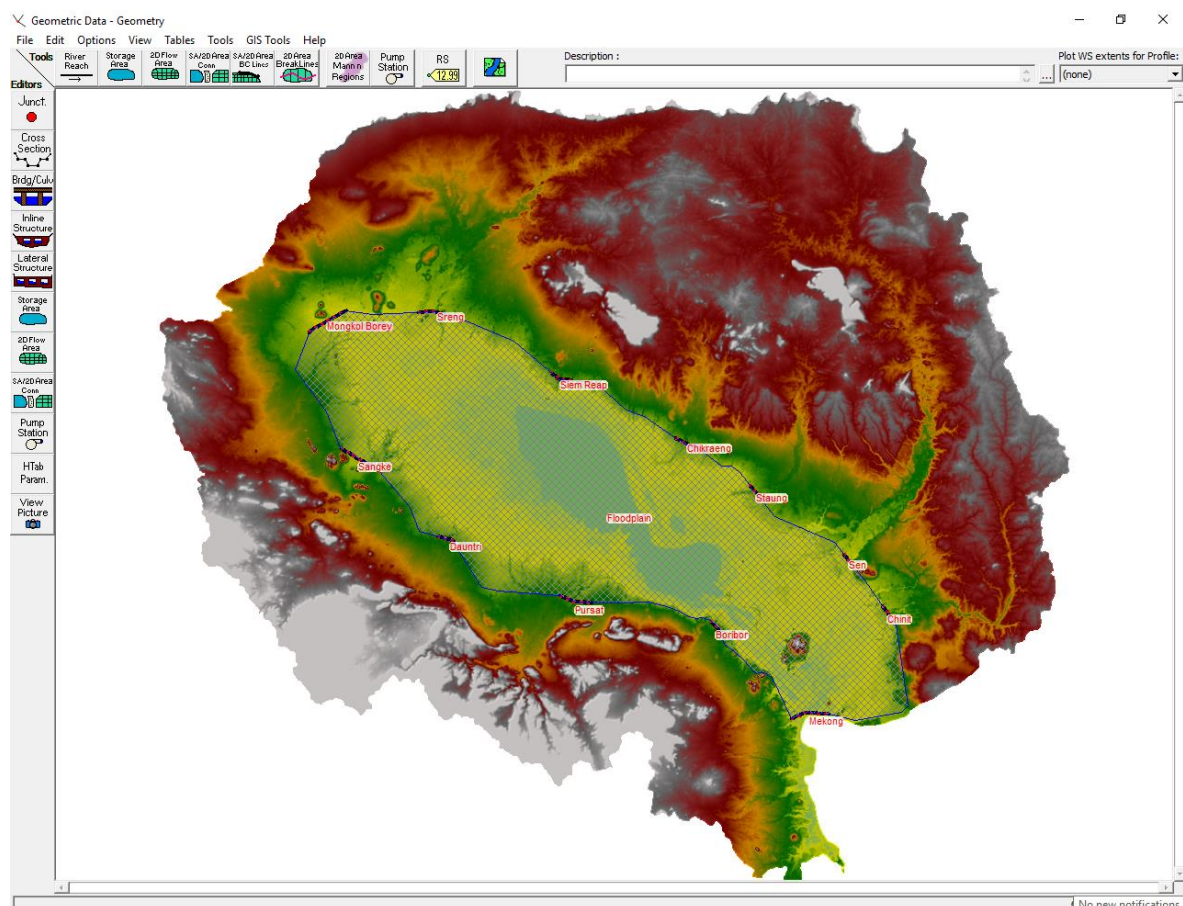 Geometric Data - Geometry
File Edit Options View Tables Tools GIS Tools Help
Tools
Editors
River
Reach
Storage
Area
2D Flow
Area
SA/2D Area
Conn
SA/2D Area
BC Lines
2D Area
BreakLines
2D Area
Mann n
Regions
Pump
Station
RS
12.99
Description :
...
Plot WS extents for Profile:
(none)
Junct.
Cross
Section
Brdg/Culv
Inline
Structure
Lateral
Structure
Storage
Area
2D Flow
Area
SA/2D Area
Conn
Pump
Station
HTab
Param.
View
Picture
Mongkol Borey
Sreng
Siem Reap
Chikraeng
Sangke
Staung
Floodplain
Dauntri
Sen
Pursat
Chinit
Boribor
Mekong
No new notifications